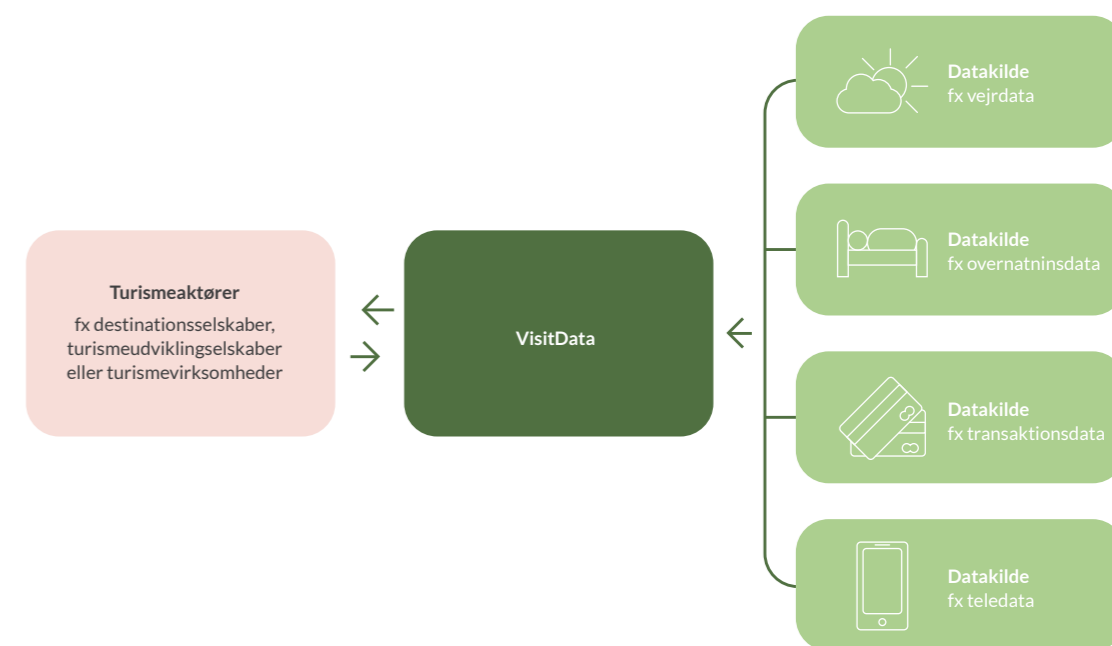 Turismeaktører
fx destinationsselskaber,
turismeudviklingselskaber
eller turismevirksomheder
VisitData
Datakilde
fx vejrdata
Datakilde
fx overnatninsdata
Datakilde
fx transaktionsdata
Datakilde
fx teledata